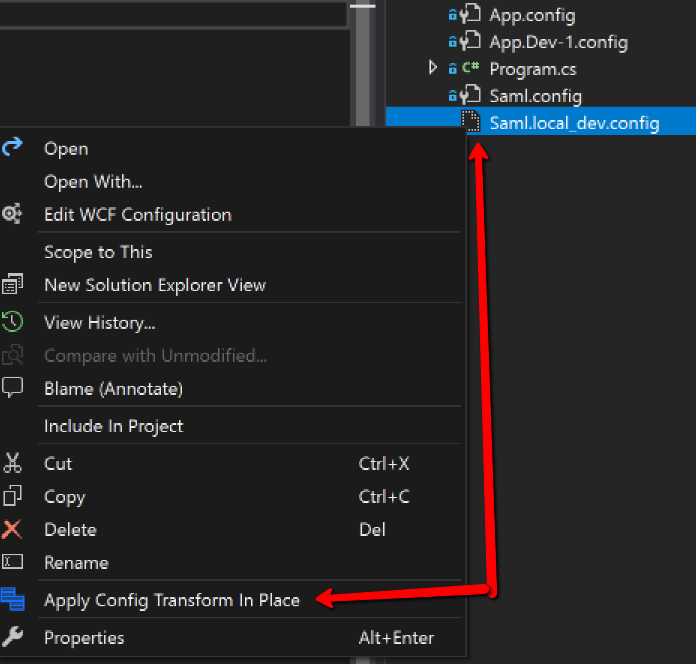 App.config
App.Dev-1.config
C# Program.cs
Saml.config
Saml.local_dev.config
Open
Open With...
Edit WCF Configuration
Scope to This
New Solution Explorer View
View History...
Compare with Unmodified...
Blame (Annotate)
Include In Project
Cut Ctrl+X
Copy Ctrl+C
Delete Del
Rename
Apply Config Transform In Place
Properties Alt+Enter